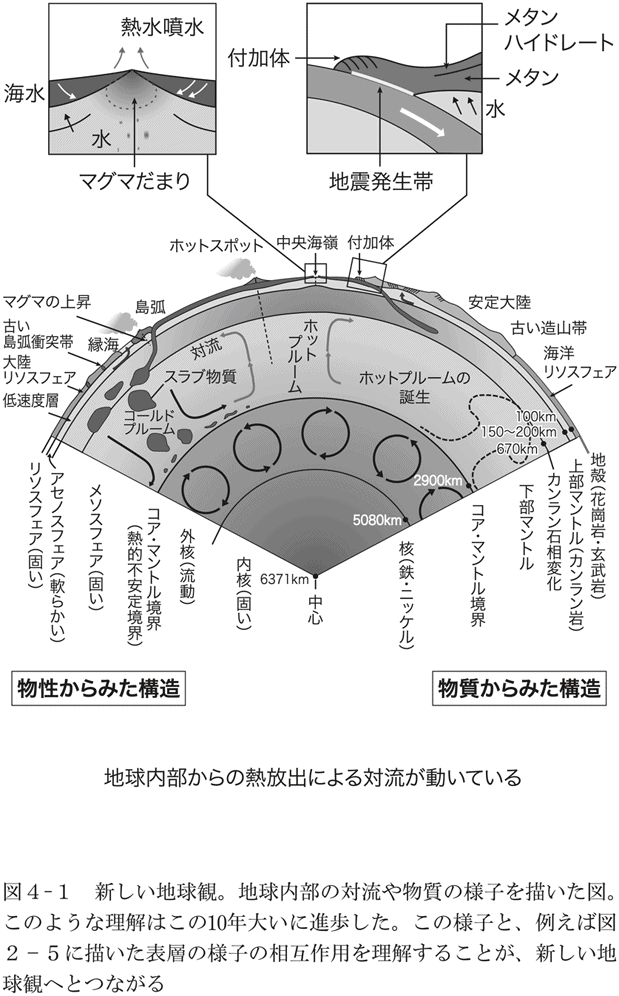 熱水噴水
海水
水
マグマだまり
付加体
メタン
ハイドレート
メタン
水
地震発生帯
ホットスポット
中央海嶺
付加体
マグマの上昇
島弧
古い
島弧衝突帯
縁海
大陸
リソスフェア
低速度層
対流
スラブ物質
コールド
プルーム
ホットプルーム
ホットプルームの
誕生
安定大陸
古い造山帯
海洋
リソスフェア
100km
150〜200km
670km
2900km
5080km
6371km
リソスフェア(固い)
アセノスフェア(軟らかい)
メソスフェア(固い)
コア・マントル境界
(熱的不安定境界)
外核(流動)
内核(固い)
中心
核(鉄・ニッケル)
コア・マントル境界
下部マントル
カンラン石相変化
上部マントル(カンラン岩)
地殻(花崗岩・玄武岩)
物性からみた構造
物質からみた構造
地球内部からの熱放出による対流が動いている
図4-1　新しい地球観。地球内部の対流や物質の様子を描いた図。
このような理解はこの10年大いに進歩した。この様子と、例えば図
2-5に描いた表層の様子の相互作用を理解することが、新しい地
球観へとつながる